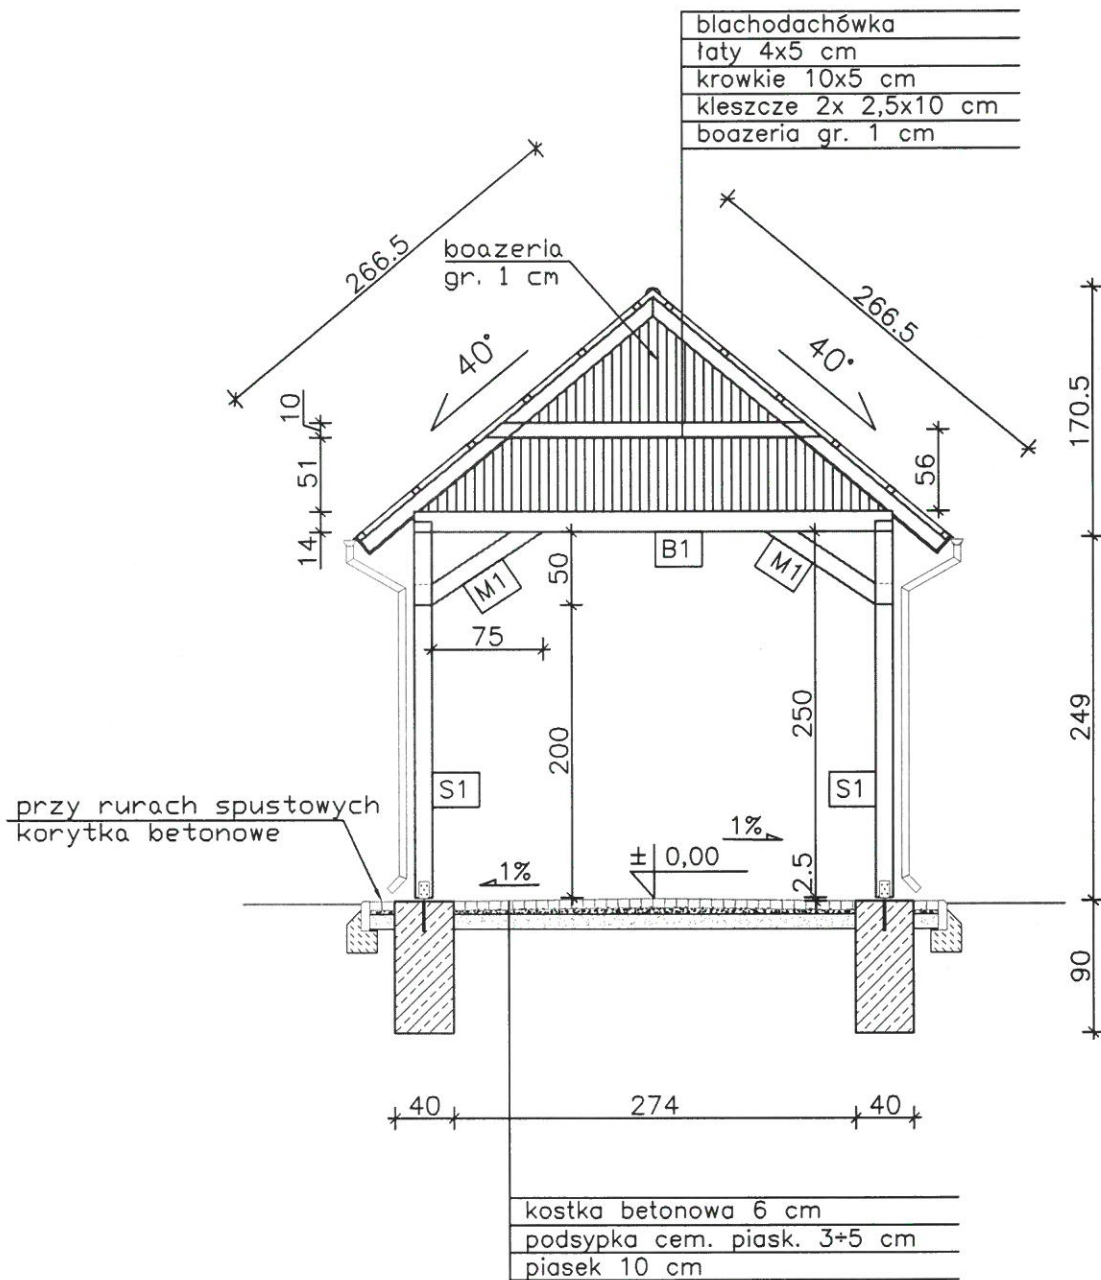 blachodachówka
łaty 4x5 cm
krowkie 10x5 cm
kleszcze 2x 2,5x10 cm
boazeria gr. 1 cm
266.5
boazeria
gr. 1 cm
266.5
40°
40°
10
51
14
56
170.5
B1
M1
M1
50
75
200
250
249
S1
S1
przy rurach spustowych
korytka betonowe
1%
± 0,00
1%
2.5
90
40
274
40
kostka betonowa 6 cm
podsypka cem. piask. 3÷5 cm
piasek 10 cm